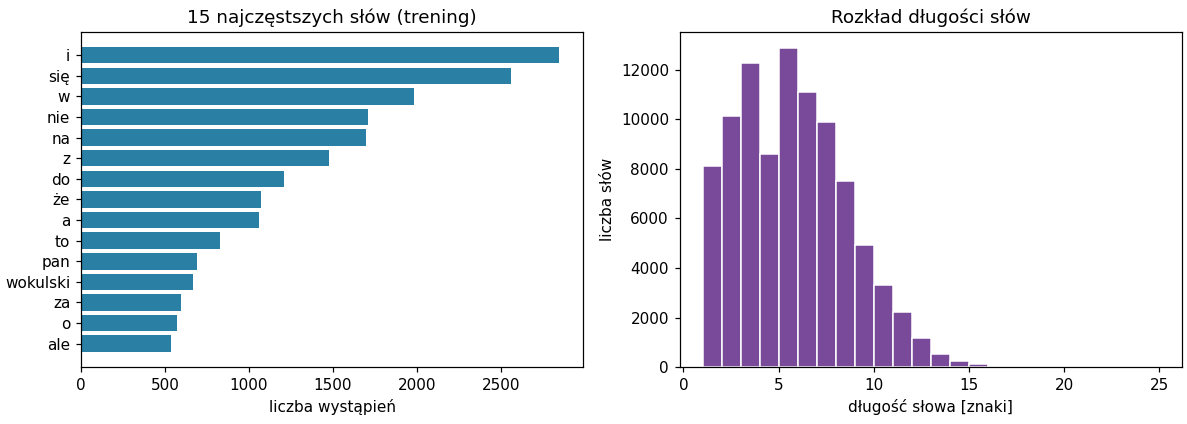 15 najczęstszych słów (trening)
i
się
w
nie
na
z
do
że
a
to
pan
wokulski
za
o
ale
0 500 1000 1500 2000 2500
liczba wystąpień
Rozkład długości słów
liczba słów
12000
10000
8000
6000
4000
2000
0
0 5 10 15 20 25
długość słowa [znaki]